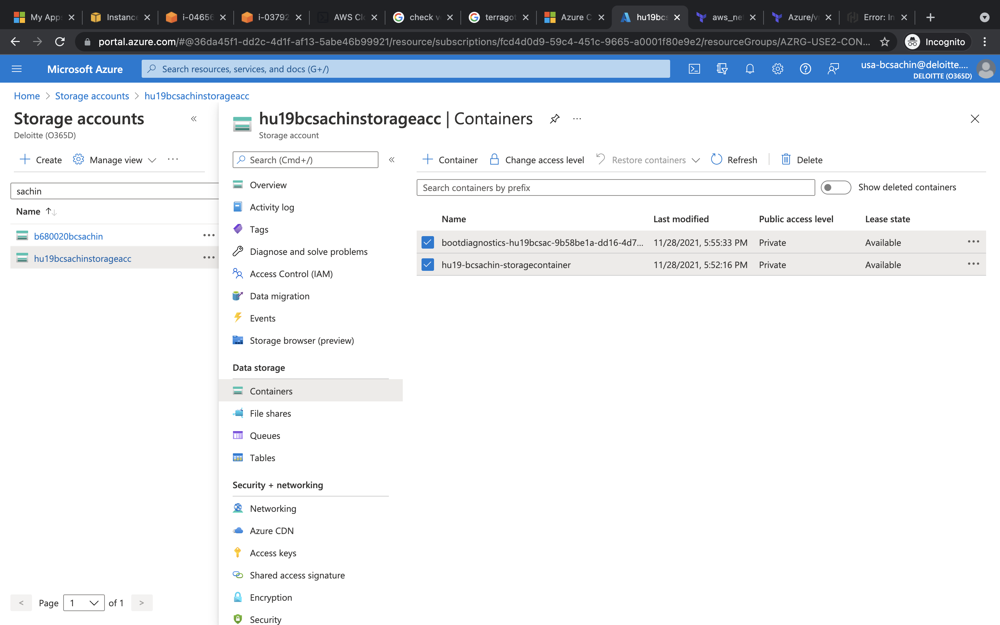 My Apps
Instance
i-04656
i-03792
AWS Clo
check v
terragot
Azure C
hu19bcs
aws_net
Azure/v
Error: In
portal.azure.com/#@36da45f1-dd2c-4d1f-af13-5abe46b99921/resource/subscriptions/fcd4d0d9-59c4-451c-9665-a0001f80e9e2/resourceGroups/AZRG-USE2-CON...
Incognito
Microsoft Azure
Search resources, services, and docs (G+/)
usa-bcsachin@deloitte....
DELOITTE (O365D)
Home > Storage accounts > hu19bcsachinstorageacc
Storage accounts
Deloitte (O365D)
Create
Manage view
sachin
Name
b680020bcsachin
hu19bcsachinstorageacc
< Page 1 of 1 >
hu19bcsachinstorageacc | Containers
Storage account
Search (Cmd+/)
Overview
Activity log
Tags
Diagnose and solve problems
Access Control (IAM)
Data migration
Events
Storage browser (preview)
Data storage
Containers
File shares
Queues
Tables
Security + networking
Networking
Azure CDN
Access keys
Shared access signature
Encryption
Security
Container
Change access level
Restore containers
Refresh
Delete
Search containers by prefix
Show deleted containers
Name Last modified Public access level Lease state
bootdiagnostics-hu19bcsac-9b58be1a-dd16-4d7... 11/28/2021, 5:55:33 PM Private Available
hu19-bcsachin-storagecontainer 11/28/2021, 5:52:16 PM Private Available